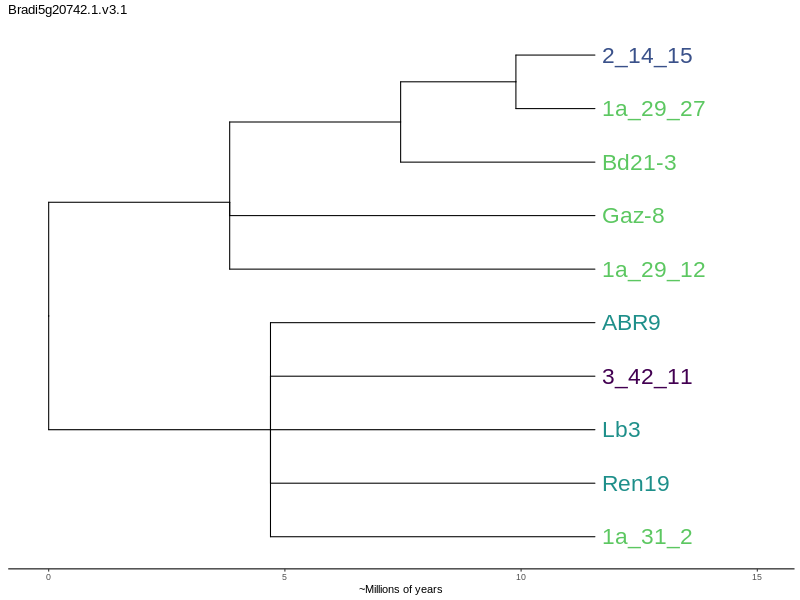 Bradi5g20742.1.v3.1
2_14_15
1a_29_27
Bd21-3
Gaz-8
1a_29_12
ABR9
3_42_11
Lb3
Ren19
1a_31_2
0 5 10 15
~Millions of years